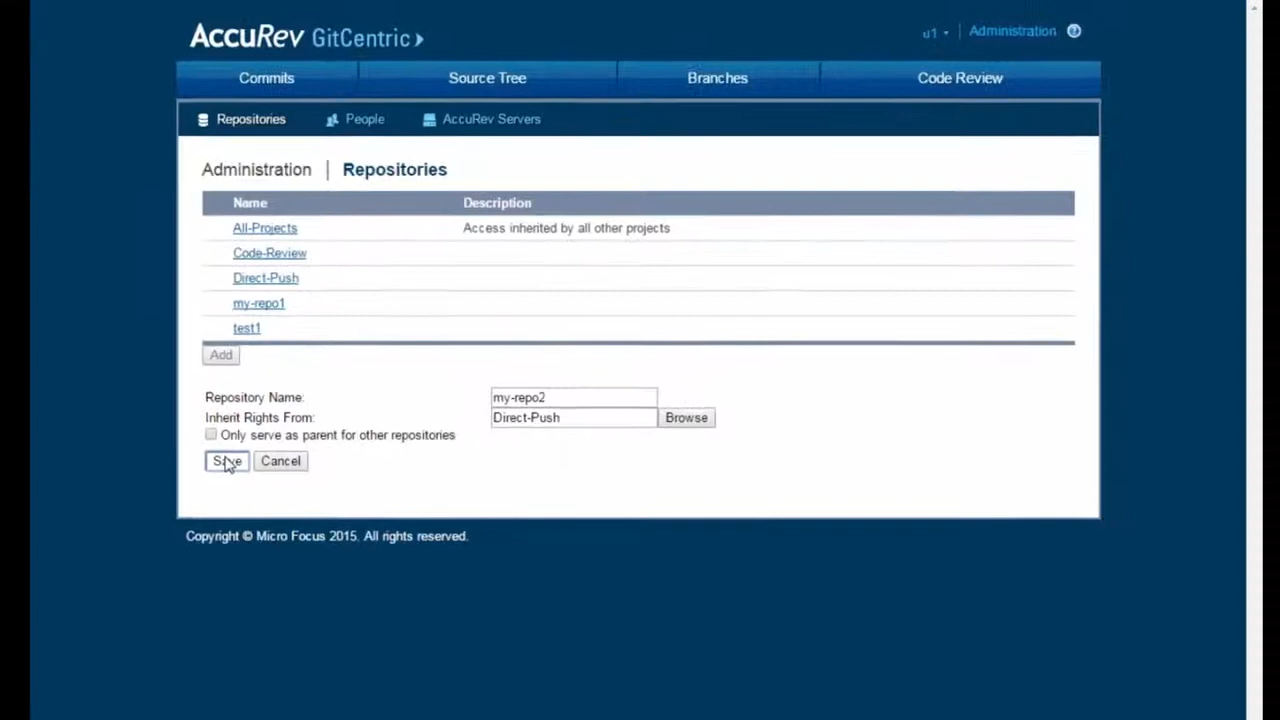 AccuRev GitCentric
u1 Administration
Commits Source Tree Branches Code Review
Repositories People AccuRev Servers
Administration | Repositories
Name Description
All-Projects Access inherited by all other projects
Code-Review
Direct-Push
my-repo1
test1
Add
Repository Name: my-repo2
Inherit Rights From: Direct-Push Browse
Only serve as parent for other repositories
Save Cancel
Copyright © Micro Focus 2015. All rights reserved.